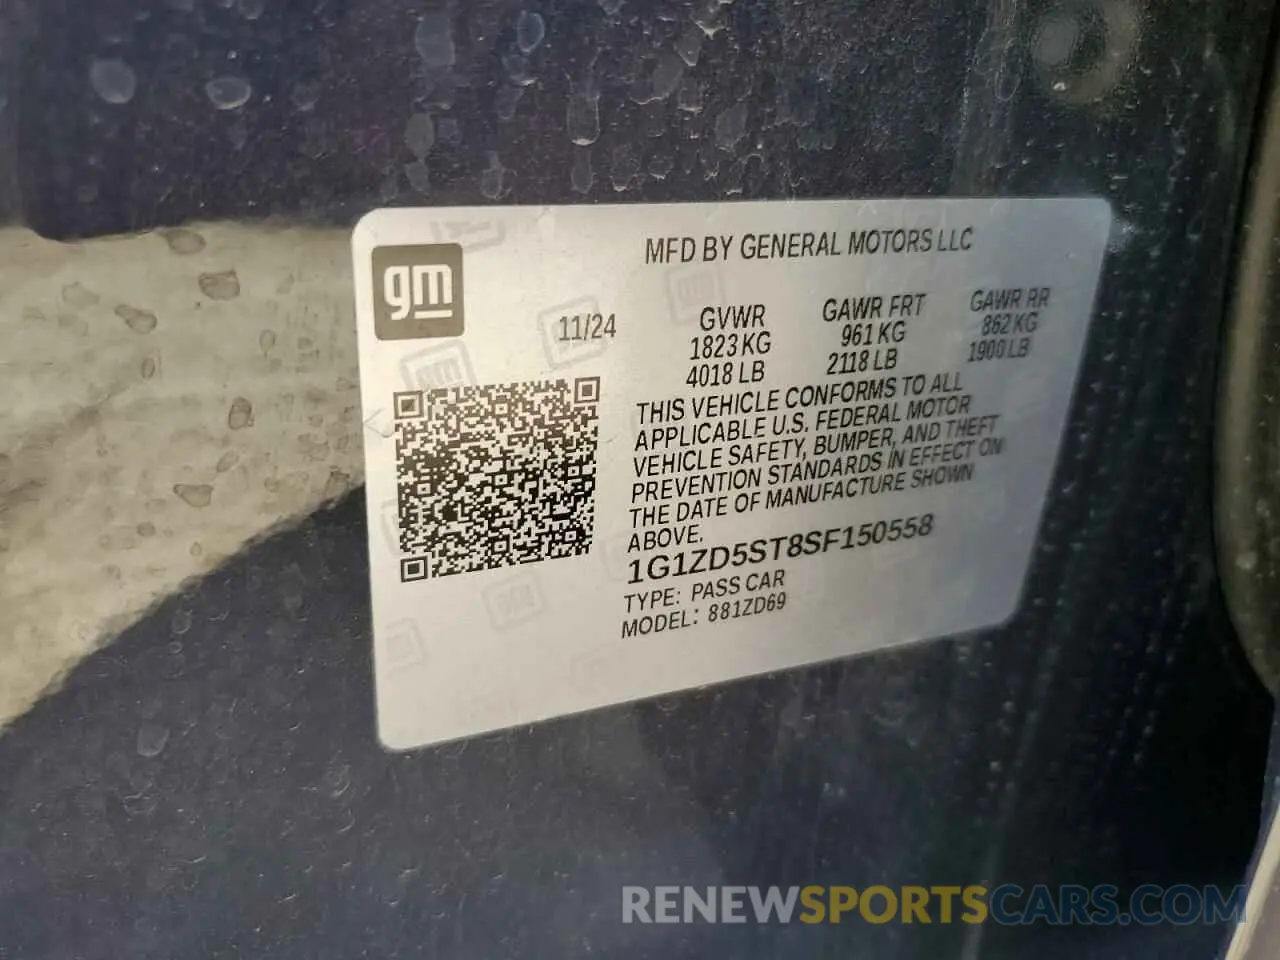 MFD BY GENERAL MOTORS LLC
gm
11/24
GVWR
1823 KG
4018 LB
GAWR FRT
961 KG
2118 LB
GAWR RR
862 KG
1900 LB
THIS VEHICLE CONFORMS TO ALL
APPLICABLE U.S. FEDERAL MOTOR
VEHICLE SAFETY, BUMPER, AND THEFT
PREVENTION STANDARDS IN EFFECT ON
THE DATE OF MANUFACTURE SHOWN
ABOVE.
1G1ZD5ST8SF150558
TYPE: PASS CAR
MODEL: 881ZD69
RENEWSPORTSCARS.COM